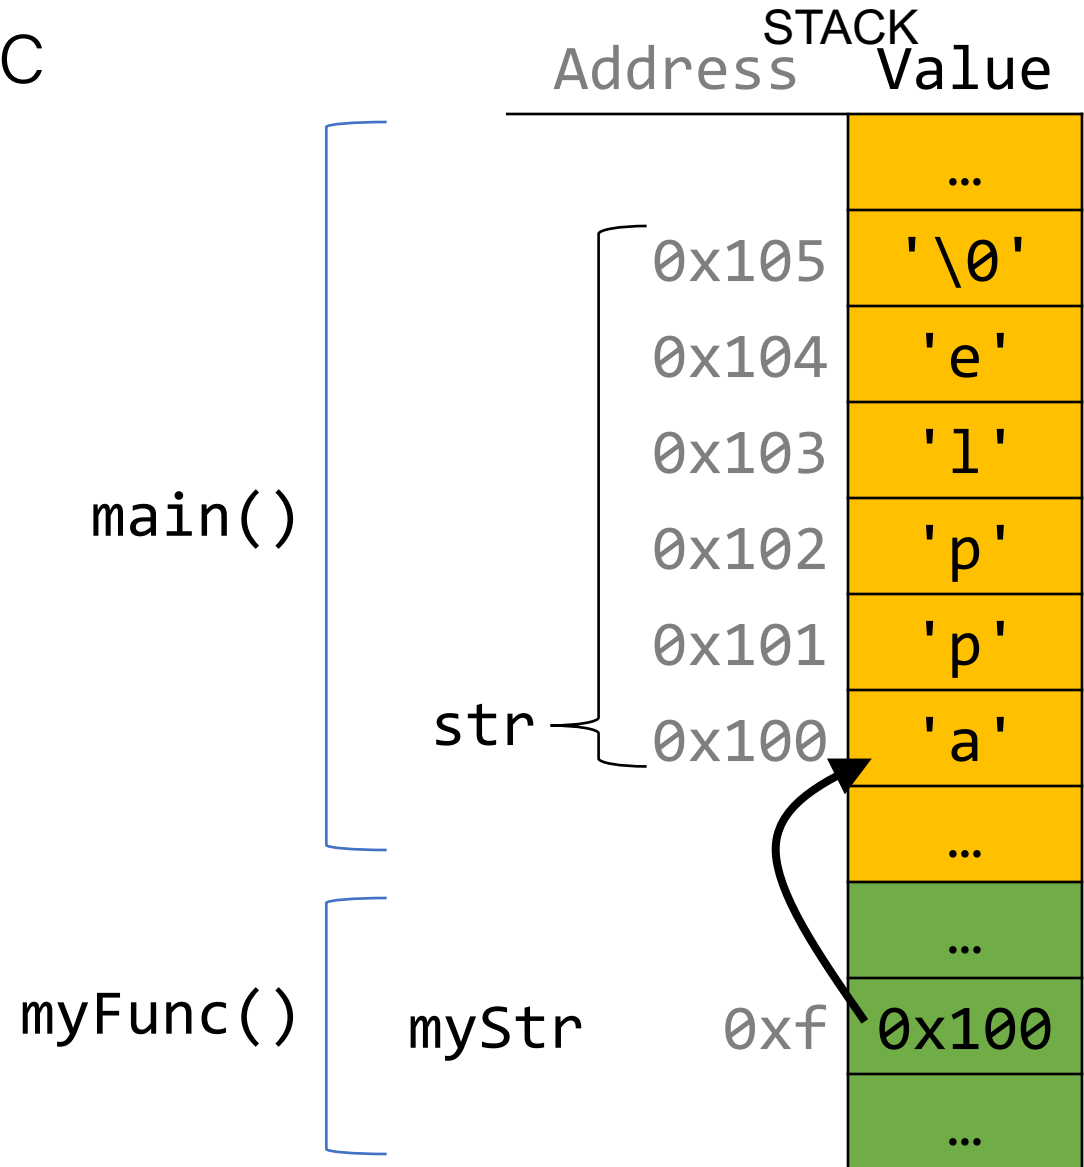 C
STACK
Address Value
…
0x105 '\0'
0x104 'e'
0x103 'l'
main() 0x102 'p'
0x101 'p'
str 0x100 'a'
…
…
myFunc() myStr 0xf 0x100
…